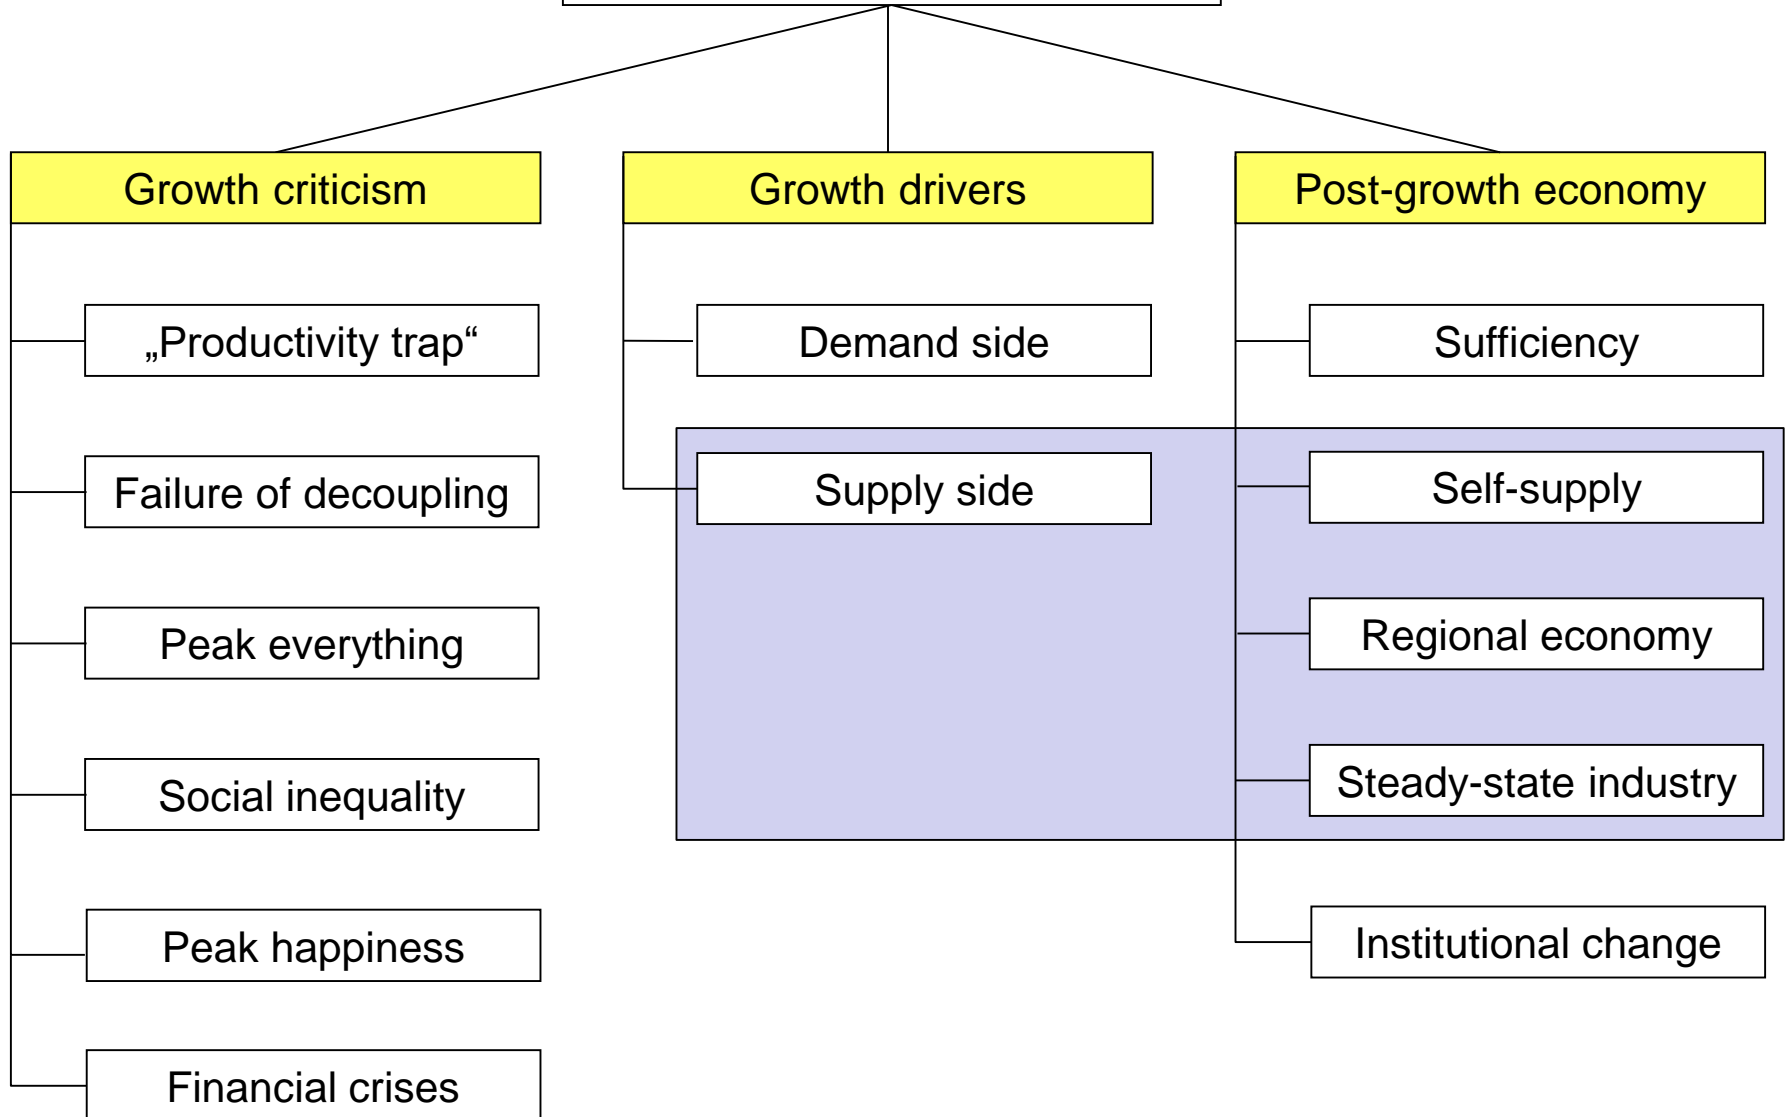 Growth criticism
„Productivity trap“
Failure of decoupling
Peak everything
Social inequality
Peak happiness
Financial crises
Growth drivers
Demand side
Supply side
Post-growth economy
Sufficiency
Self-supply
Regional economy
Steady-state industry
Institutional change